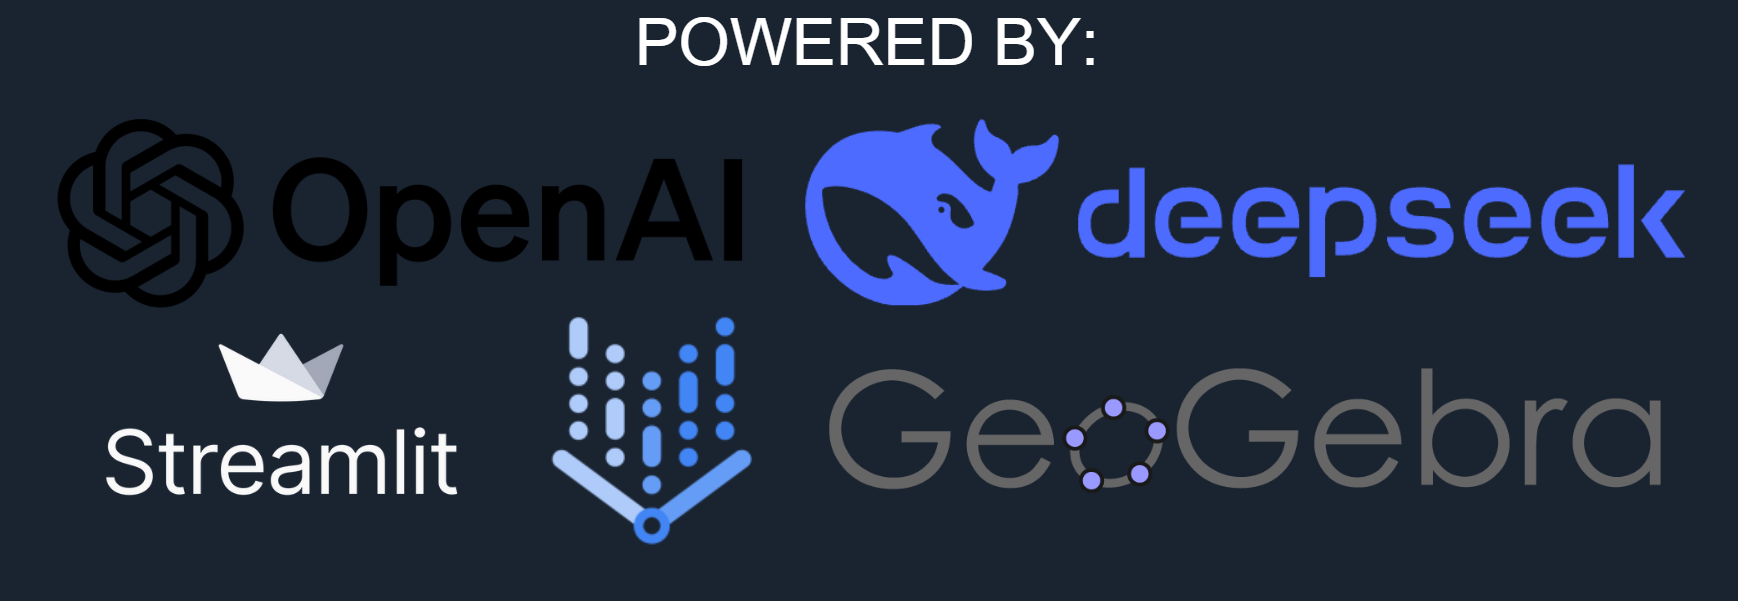 POWERED BY:
OpenAI
deepseek
Streamlit
GeoGebra